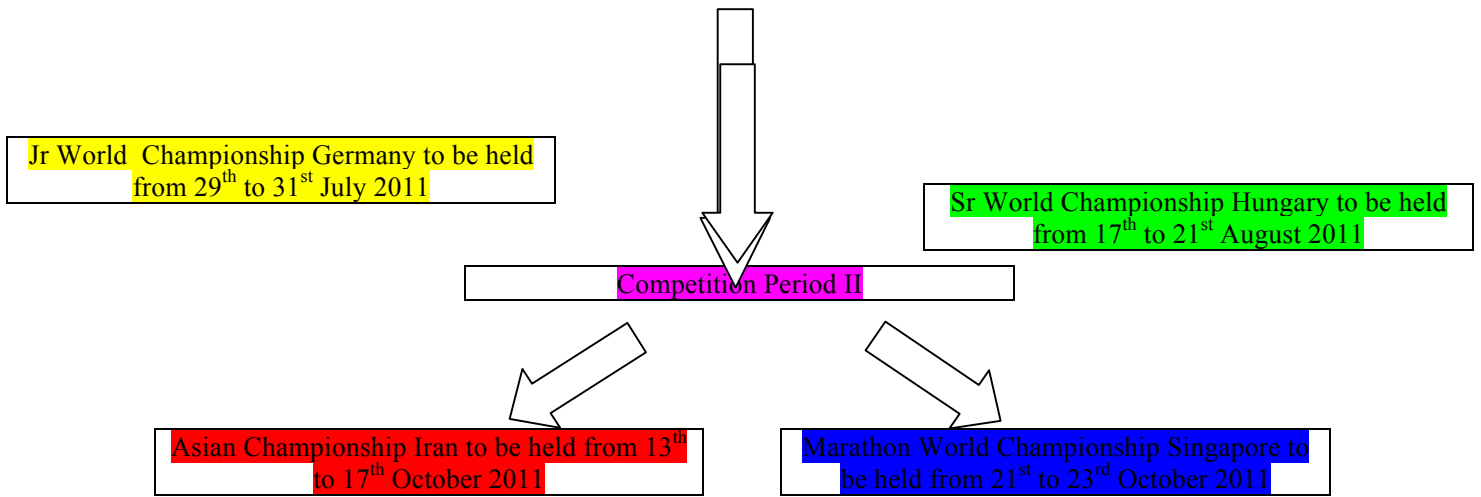 Jr World Championship Germany to be held
from 29th to 31st July 2011
Sr World Championship Hungary to be held
from 17th to 21st August 2011
Competition Period II
Asian Championship Iran to be held from 13th
to 17th October 2011
Marathon World Championship Singapore to
be held from 21st to 23rd October 2011